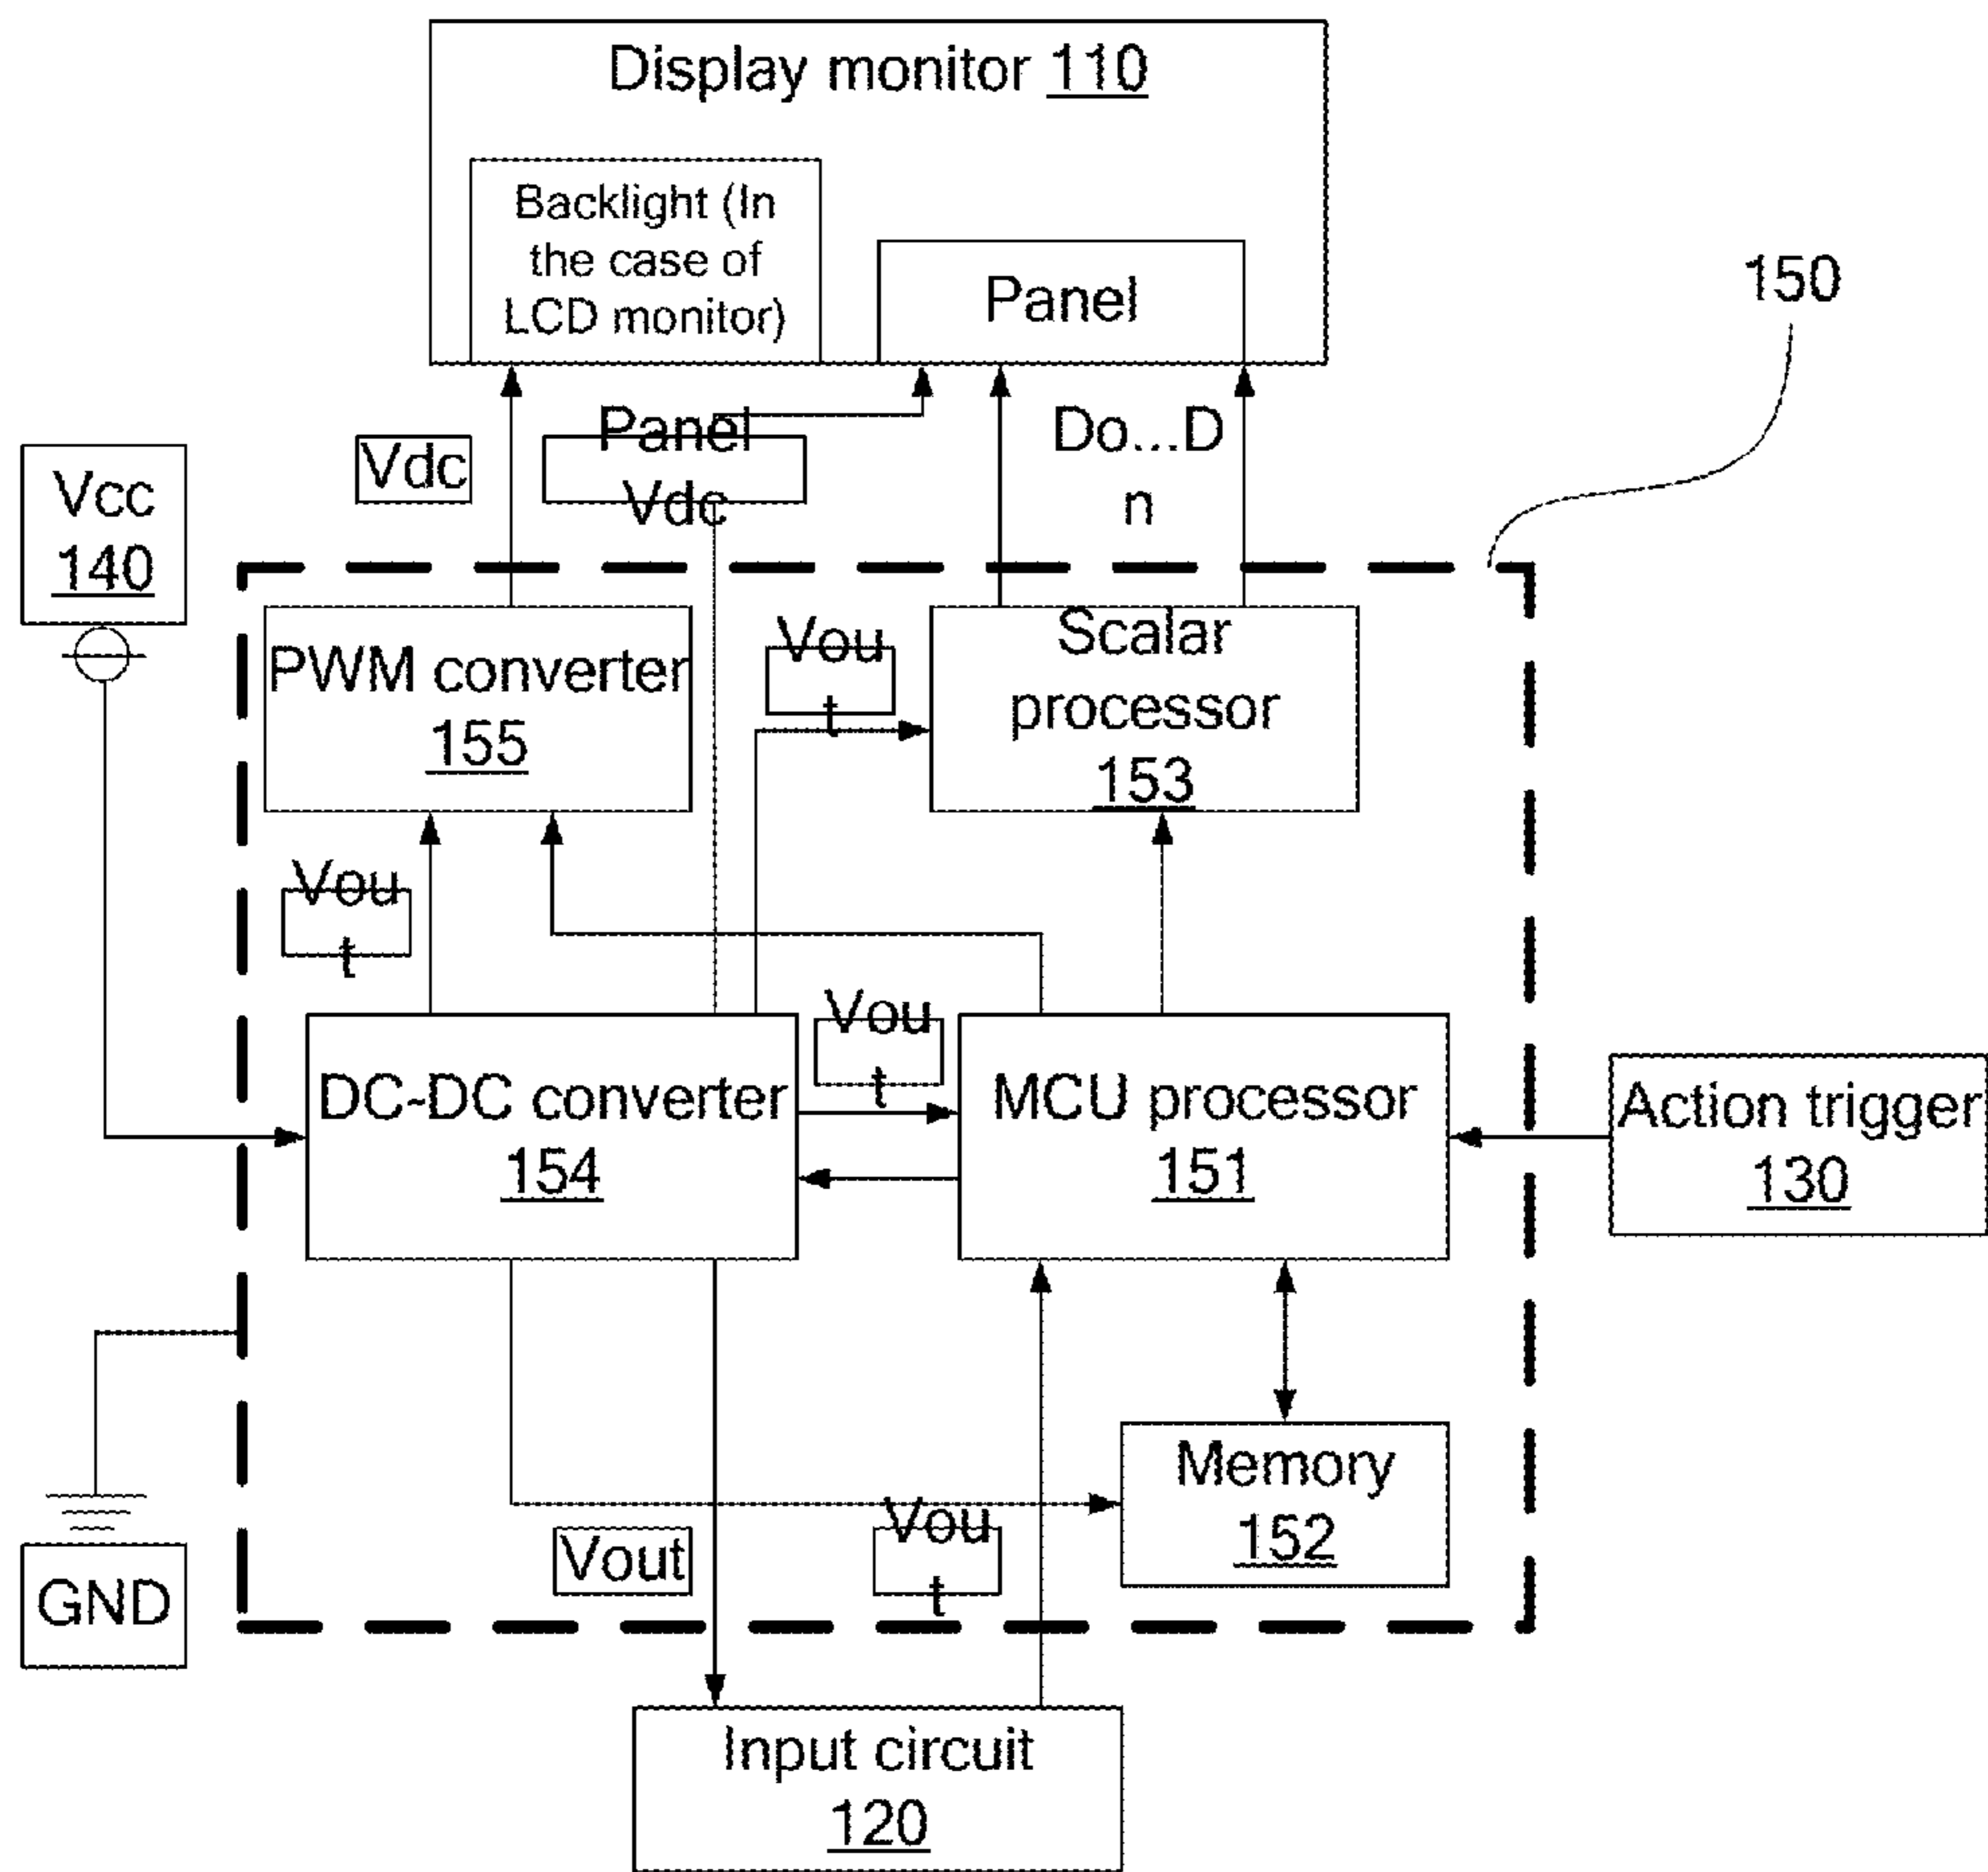 Display monitor 110
Backlight (In
the case of
LCD monitor)
Panel
150
Vdc
Panel
Vdc
Do...D
n
Vcc
140
PWM converter
155
Vou
t
Scalar
processor
153
Vou
t
Vou
t
DC-DC converter
154
MCU processor
151
Action trigger
130
Memory
152
Vout
Vou
t
GND
Input circuit
120